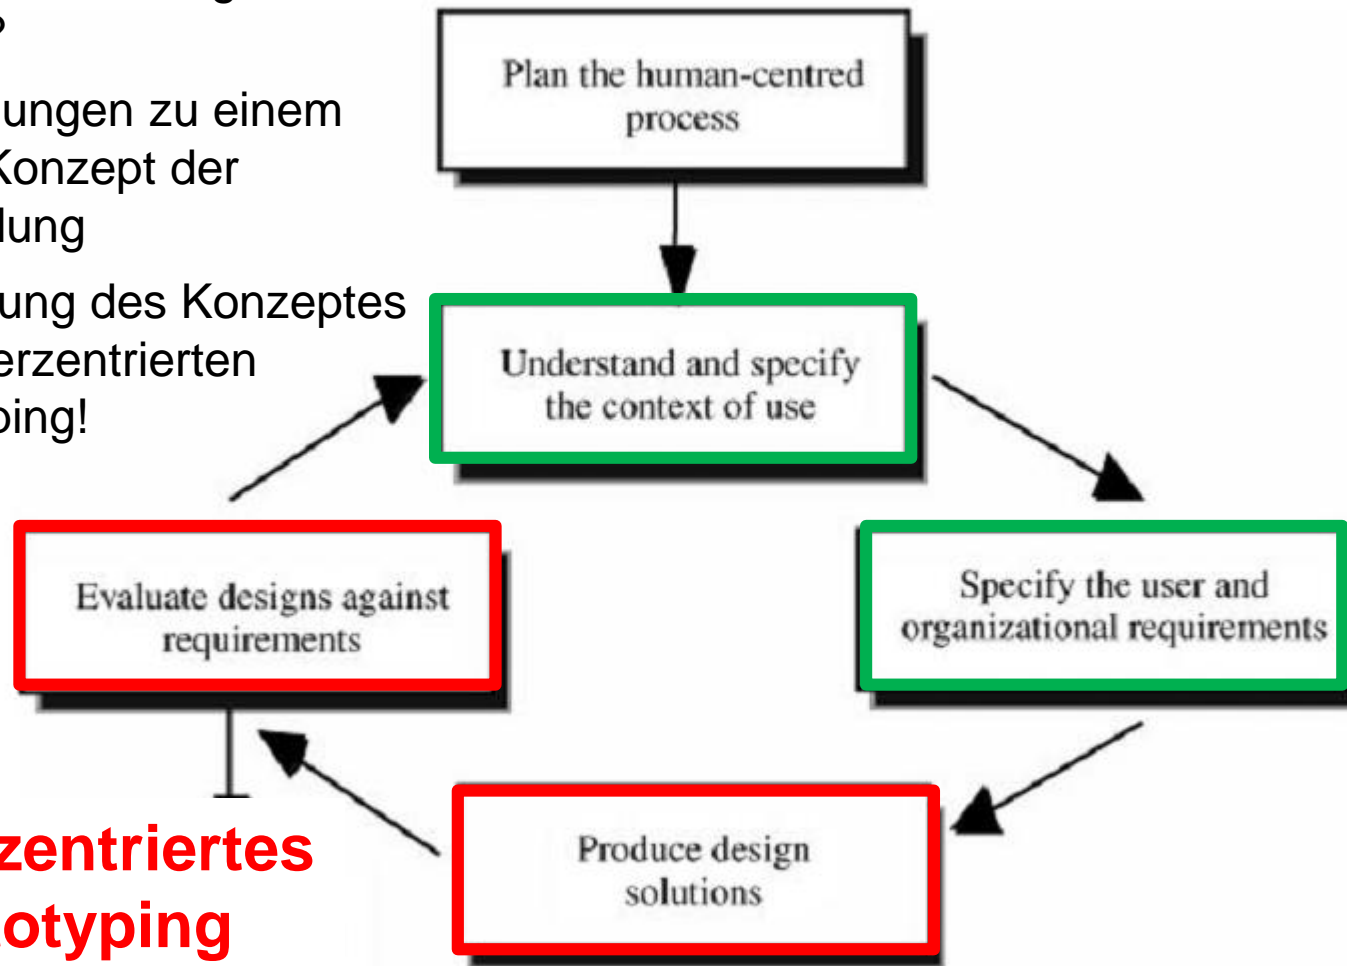 ?
ungen zu einem
Konzept der
lung
ung des Konzeptes
erzentrierten
ping!
Plan the human-centred
process
Understand and specify
the context of use
Specify the user and
organizational requirements
Produce design
solutions
Evaluate designs against
requirements
zentriertes
otyping